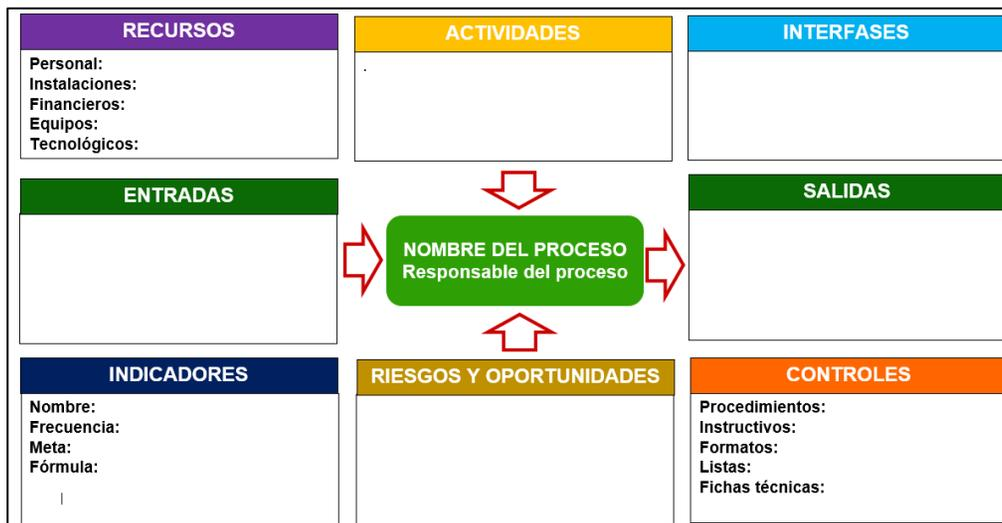 RECURSOS
Personal:
Instalaciones:
Financieros:
Equipos:
Tecnológicos:
ACTIVIDADES
.
INTERFASES
ENTRADAS
NOMBRE DEL PROCESO
Responsable del proceso
SALIDAS
INDICADORES
Nombre:
Frecuencia:
Meta:
Fórmula:
RIESGOS Y OPORTUNIDADES
CONTROLES
Procedimientos:
Instructivos:
Formatos:
Listas:
Fichas técnicas: